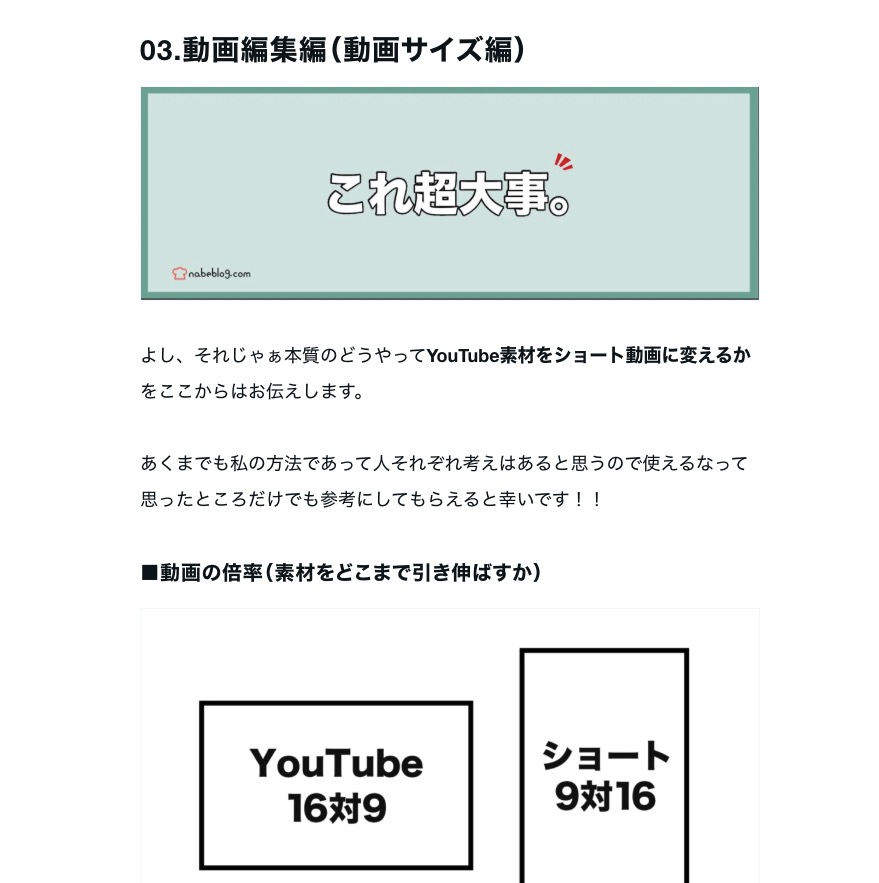 03.動画編集編（動画サイズ編）
これ超大事。
nabeblog.com
よし、それじゃぁ本質のどうやってYouTube素材をショート動画に変えるか
をここからはお伝えします。
あくまでも私の方法であって人それぞれ考えはあると思うので使えるなって
思ったところだけでも参考にしてもらえると幸いです！！
■動画の倍率（素材をどこまで引き伸ばすか）
YouTube
16対9
ショート
9対16